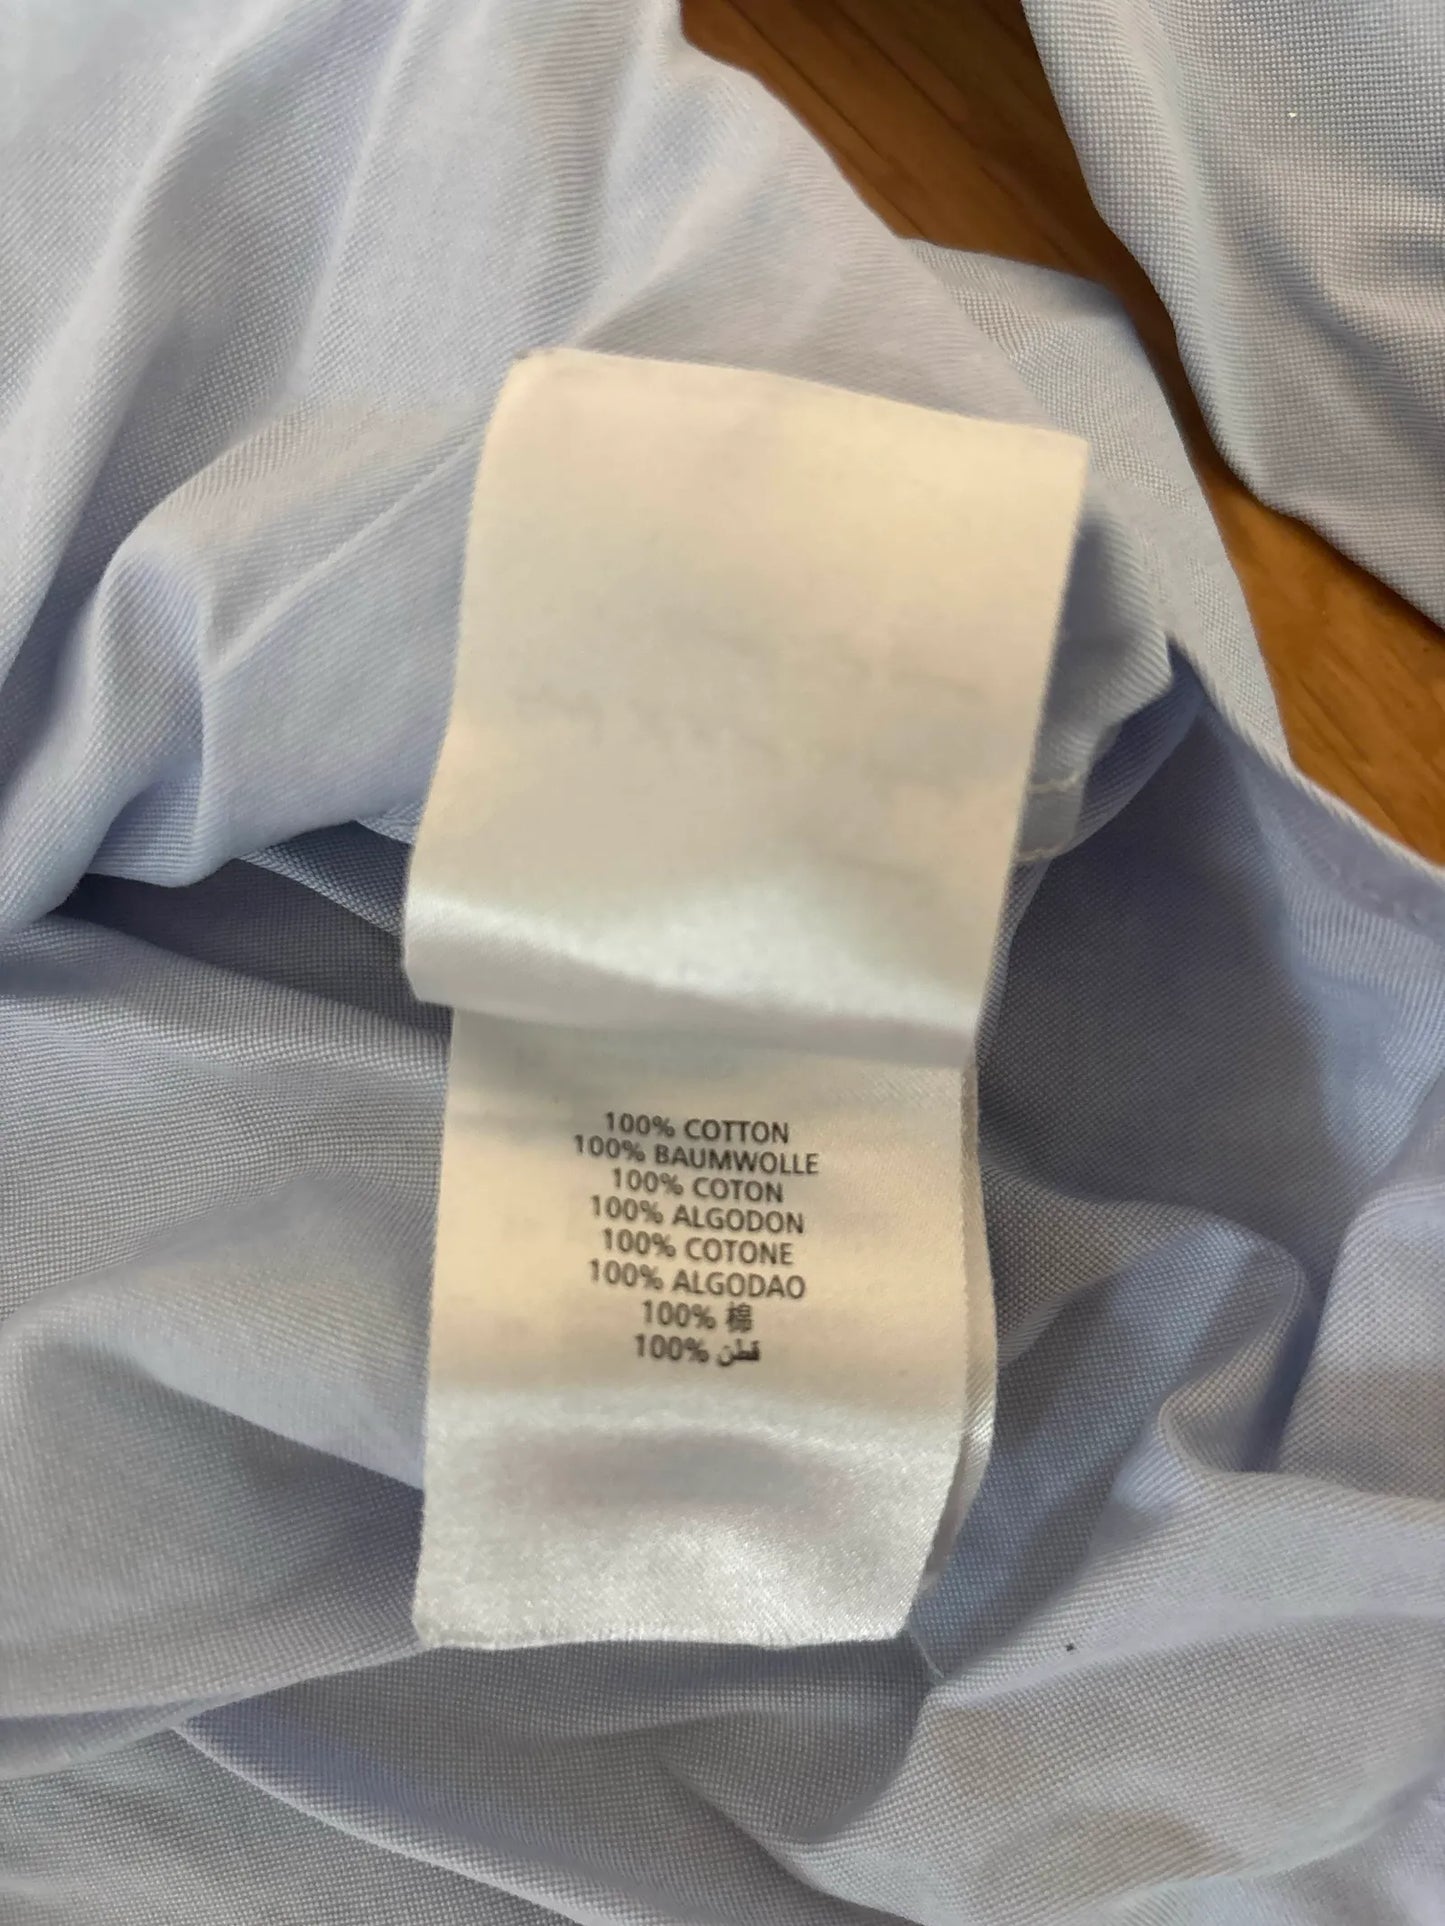 100% COTTON
100% BAUMWOLLE
100% COTON
100% ALGODON
100% COTONE
100% ALGODAO
100% 棉
100% قطن